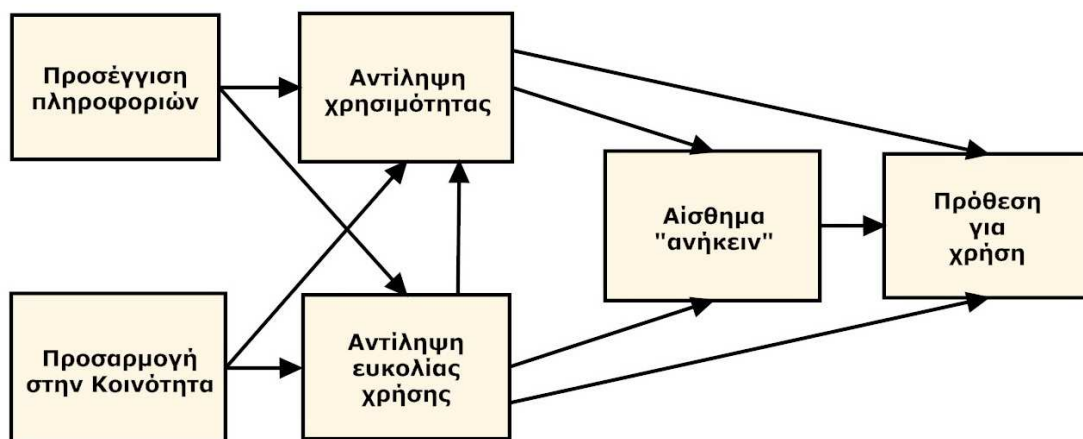 Προσέγγιση
πληροφοριών
Αντίληψη
χρησιμότητας
Αίσθημα
"ανήκειν"
Πρόθεση
για
χρήση
Προσαρμογή
στην Κοινότητα
Αντίληψη
ευκολίας
χρήσης